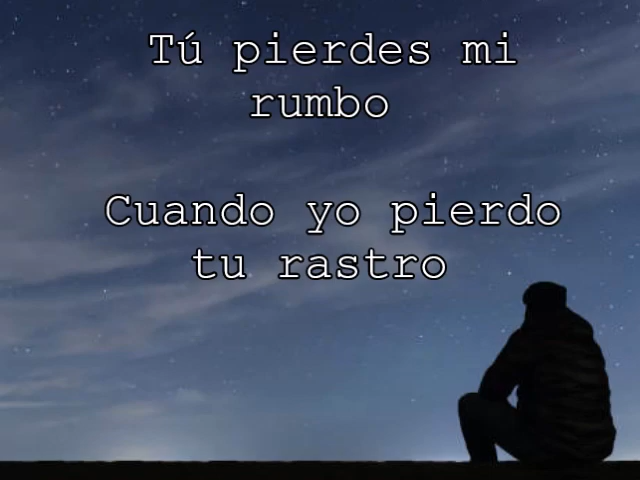 Tú pierdes mi
rumbo
Cuando yo pierdo
tu rastro